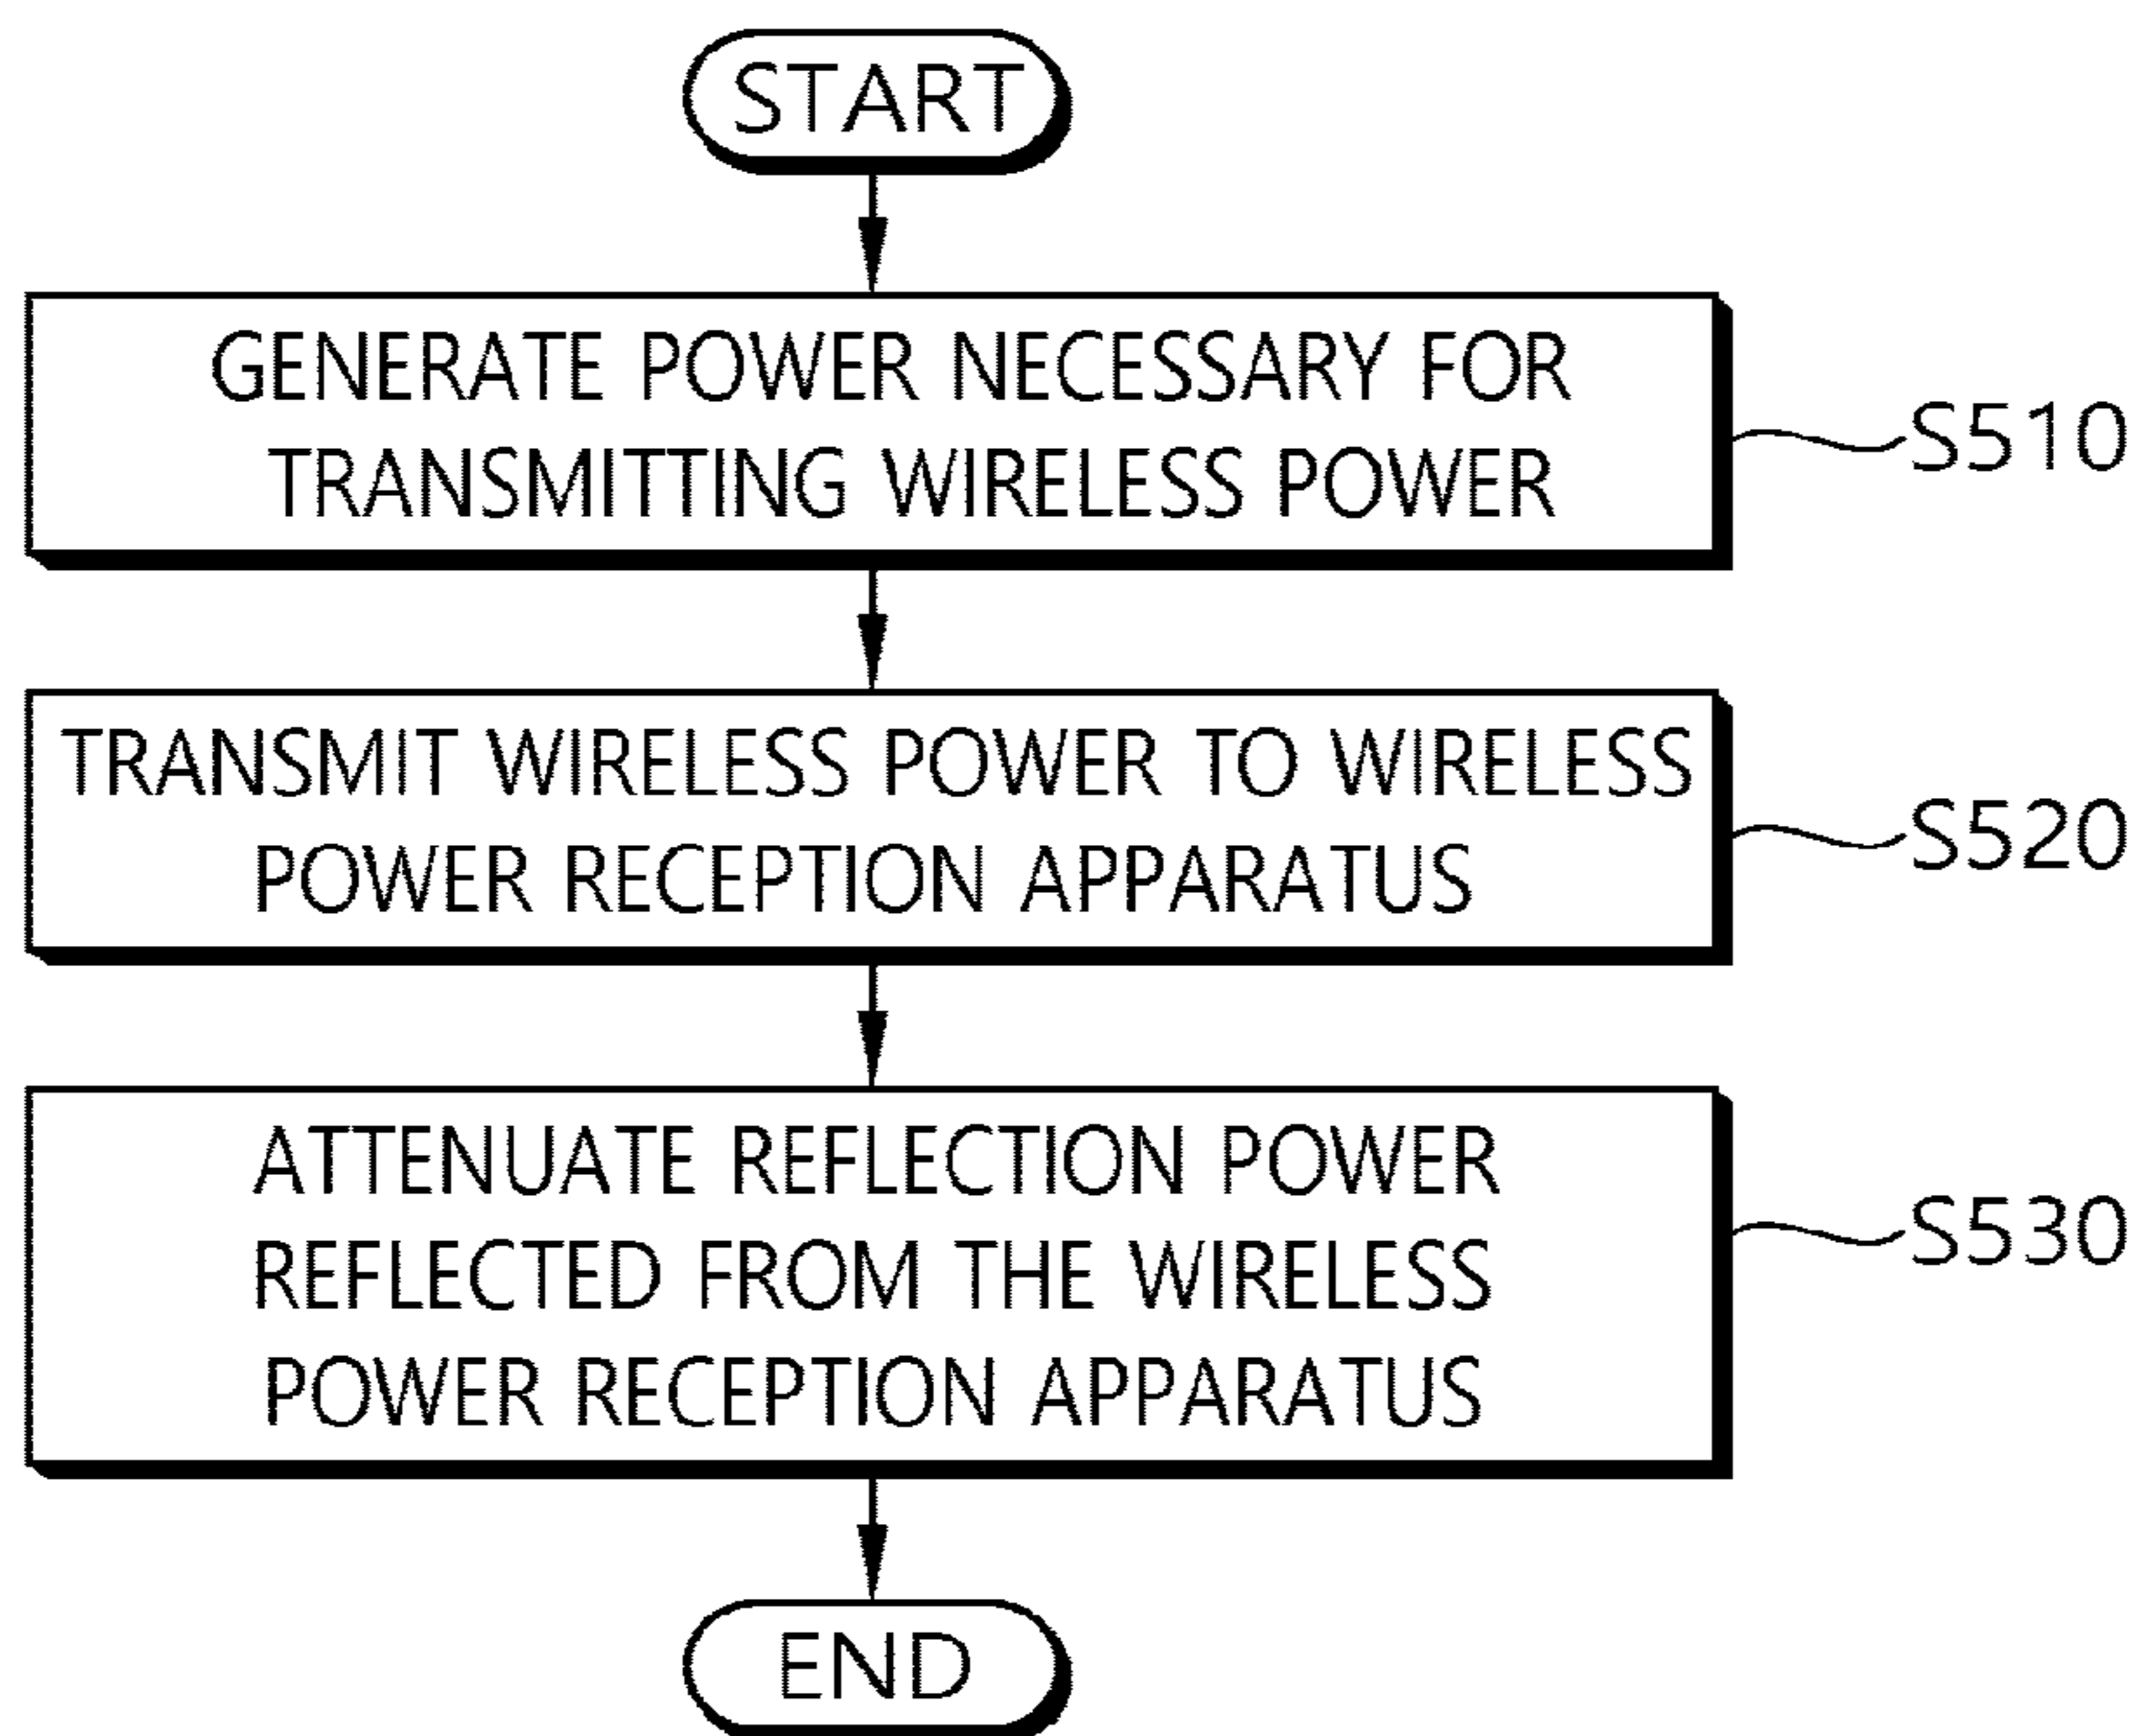 START
GENERATE POWER NECESSARY FOR
TRANSMITTING WIRELESS POWER
S510
TRANSMIT WIRELESS POWER TO WIRELESS
POWER RECEPTION APPARATUS
S520
ATTENUATE REFLECTION POWER
REFLECTED FROM THE WIRELESS
POWER RECEPTION APPARATUS
S530
END